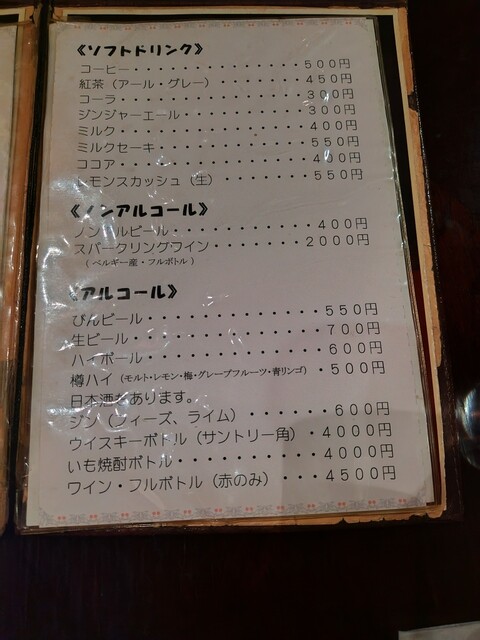 《ソフトドリンク》
コーヒー・・・・・・・・・・・・・５００円
紅茶（アール・グレー）・・・・・・・４５０円
コーラ・・・・・・・・・・・・・・３００円
ジンジャーエール・・・・・・・・・３００円
ミルク・・・・・・・・・・・・・・４００円
ミルクセーキ・・・・・・・・・・・５５０円
ココア・・・・・・・・・・・・・・４００円
レモンスカッシュ（生）・・・・・・・５５０円
《ノンアルコール》
ノンアルビール・・・・・・・・・・４００円
スパークリングワイン・・・・・・・２０００円
（ベルギー産・フルボトル）
《アルコール》
びんビール・・・・・・・・・・・・５５０円
生ビール・・・・・・・・・・・・・７００円
ハイボール・・・・・・・・・・・・６００円
樽ハイ（モルト・レモン・梅・グレープフルーツ・青リンゴ）・５００円
日本酒もあります。
ジン（フィーズ、ライム）・・・・・・６００円
ウイスキーボトル（サントリー角）・４０００円
いも焼酎ボトル・・・・・・・・・４０００円
ワイン・フルボトル（赤のみ）・・・４５００円